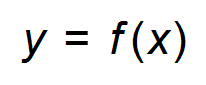 y = f(x)